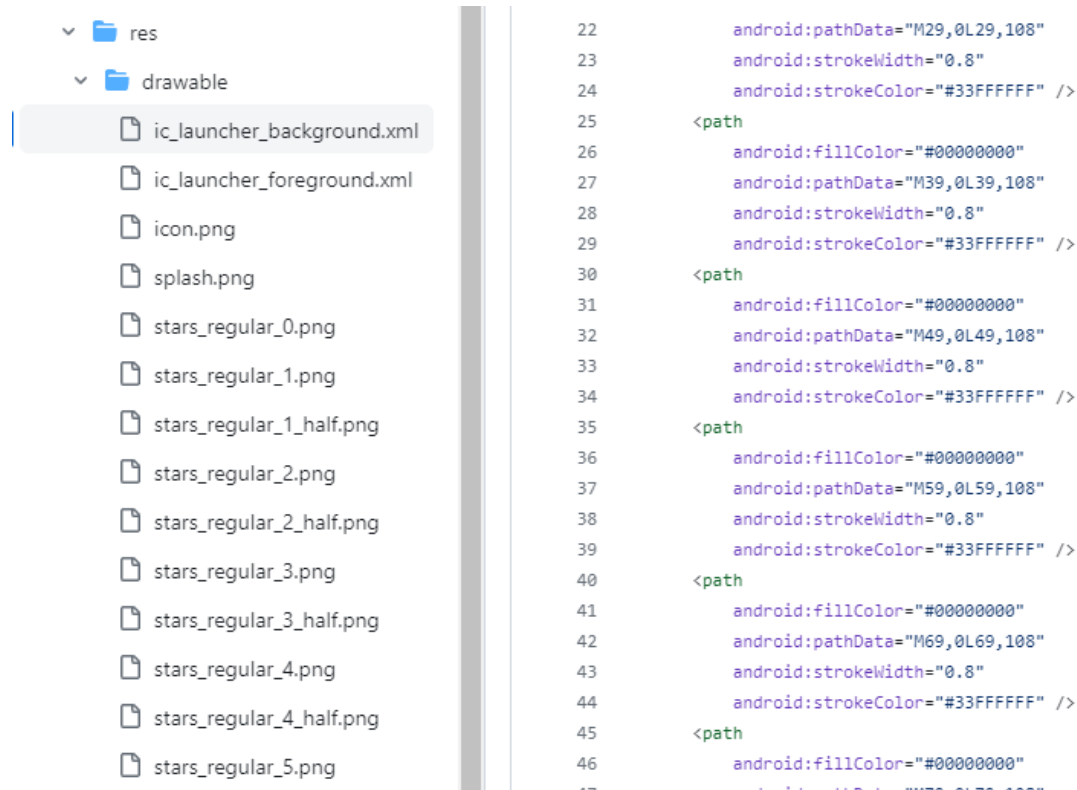 res
drawable
ic_launcher_background.xml
ic_launcher_foreground.xml
icon.png
splash.png
stars_regular_0.png
stars_regular_1.png
stars_regular_1_half.png
stars_regular_2.png
stars_regular_2_half.png
stars_regular_3.png
stars_regular_3_half.png
stars_regular_4.png
stars_regular_4_half.png
stars_regular_5.png
22 android:pathData="M29,0L29,108"
23 android:strokeWidth="0.8"
24 android:strokeColor="#33FFFFFF" />
25 <path
26 android:fillColor="#00000000"
27 android:pathData="M39,0L39,108"
28 android:strokeWidth="0.8"
29 android:strokeColor="#33FFFFFF" />
30 <path
31 android:fillColor="#00000000"
32 android:pathData="M49,0L49,108"
33 android:strokeWidth="0.8"
34 android:strokeColor="#33FFFFFF" />
35 <path
36 android:fillColor="#00000000"
37 android:pathData="M59,0L59,108"
38 android:strokeWidth="0.8"
39 android:strokeColor="#33FFFFFF" />
40 <path
41 android:fillColor="#00000000"
42 android:pathData="M69,0L69,108"
43 android:strokeWidth="0.8"
44 android:strokeColor="#33FFFFFF" />
45 <path
46 android:fillColor="#00000000"